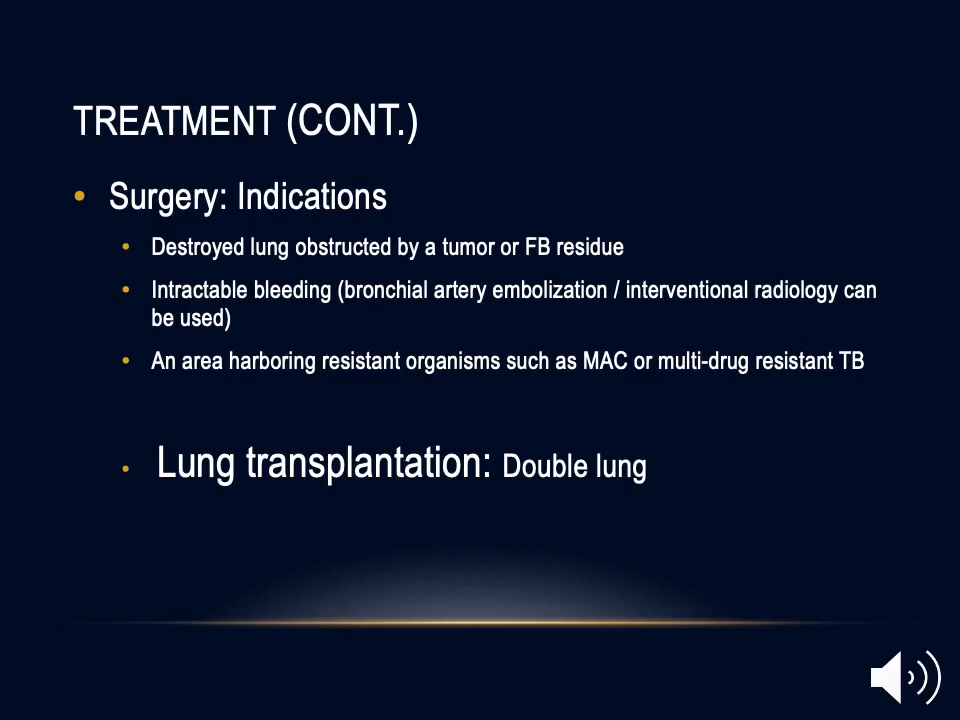 TREATMENT (CONT.)
• Surgery: Indications
• Destroyed lung obstructed by a tumor or FB residue
• Intractable bleeding (bronchial artery embolization / interventional radiology can
be used)
• An area harboring resistant organisms such as MAC or multi-drug resistant TB
• Lung transplantation: Double lung